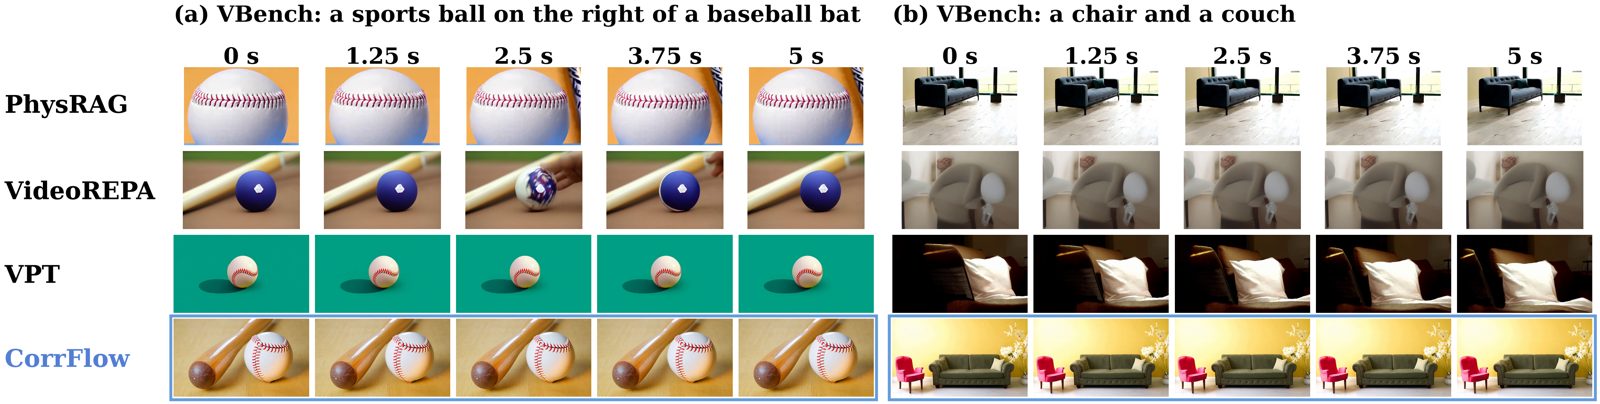 (a) VBench: a sports ball on the right of a baseball bat
(b) VBench: a chair and a couch
0 s 1.25 s 2.5 s 3.75 s 5 s
0 s 1.25 s 2.5 s 3.75 s 5 s
PhysRAG
VideoREPA
VPT
CorrFlow